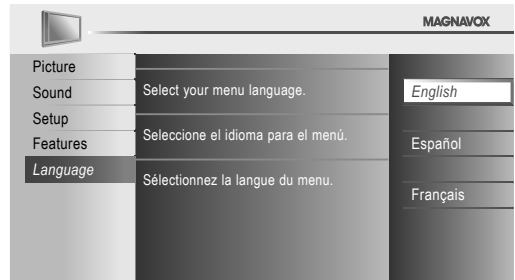 MAGNAVOX
Picture
Sound
Setup
Features
Language
Select your menu language.
Seleccione el idioma para el menú.
Sélectionnez la langue du menu.
English
Español
Français